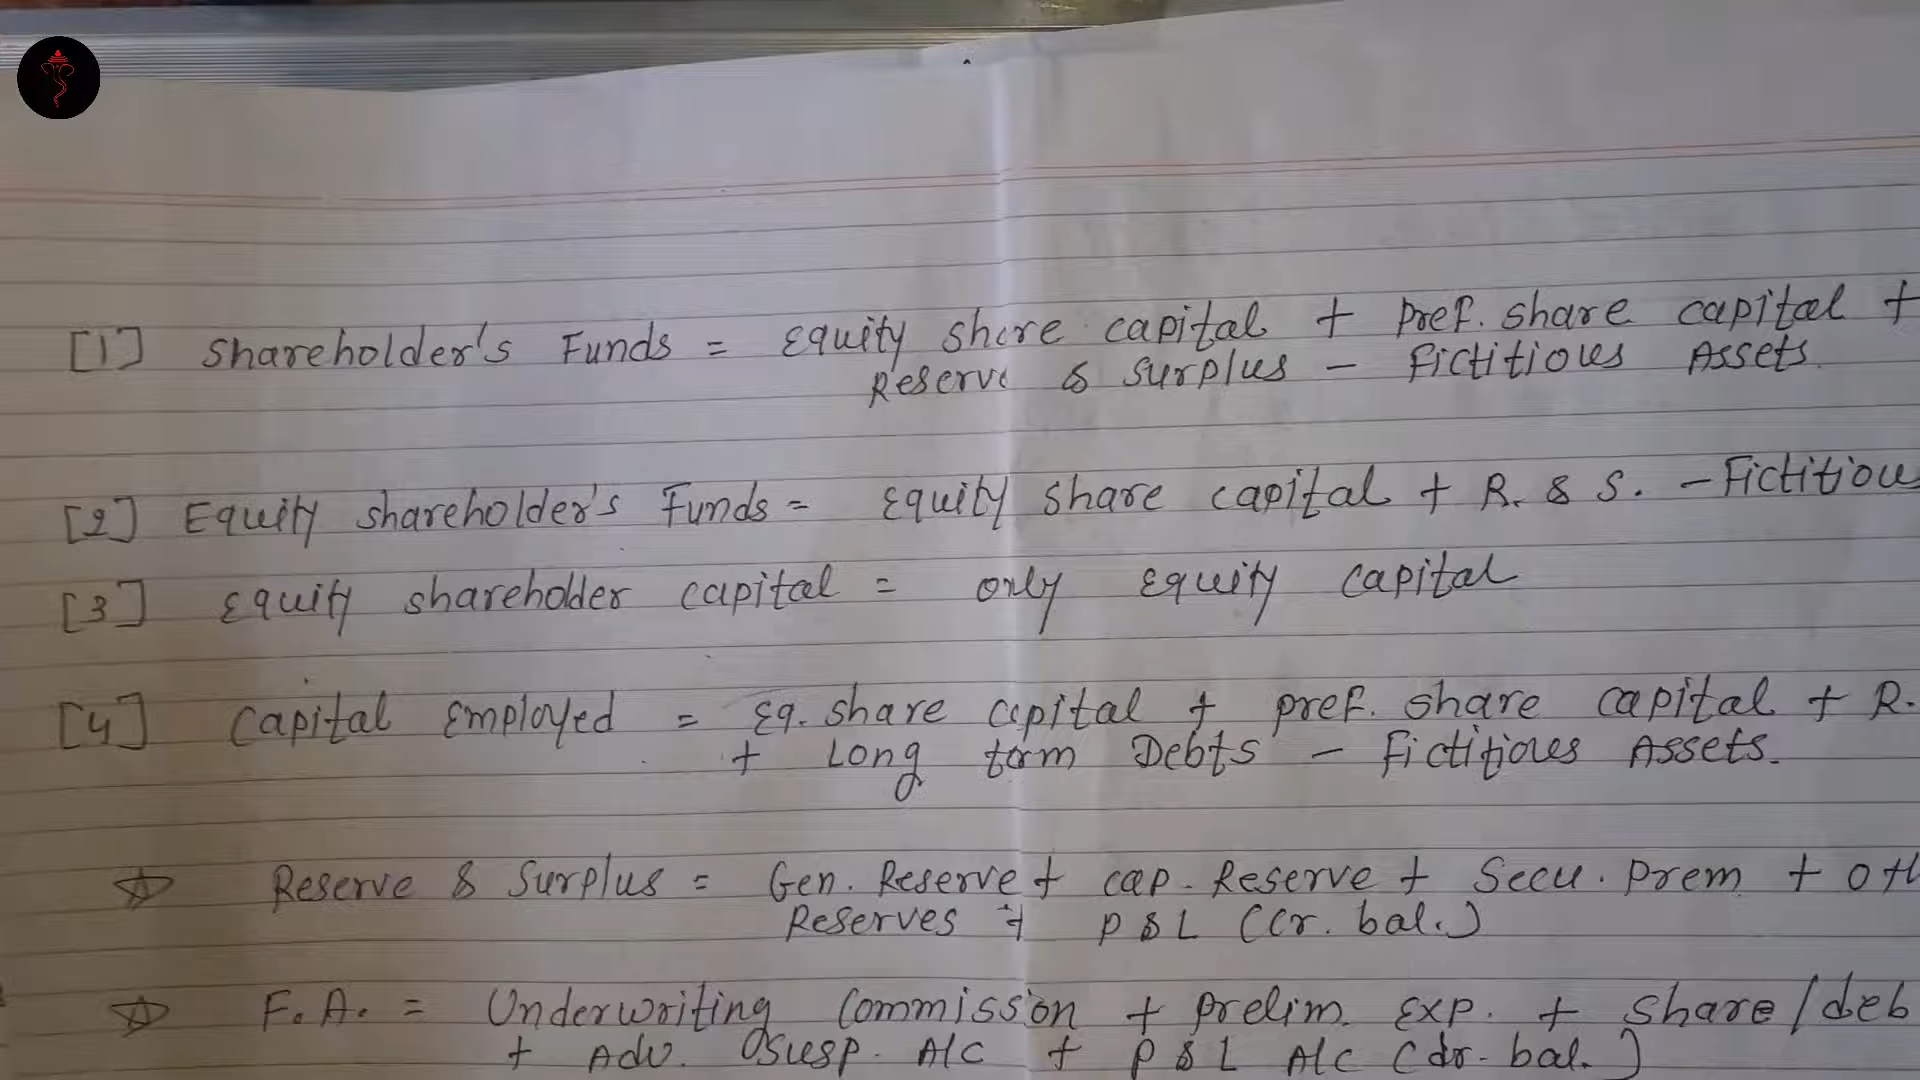 [1] Shareholder's Funds = Equity Share capital + Pref. share capital +
Reserve & Surplus - Fictitious Assets.
[2] Equity shareholder's Funds = Equity share capital + R. & S. - Fictitious
[3] Equity shareholder capital = only Equity capital
[4] Capital Employed = Eq. share capital + pref. share capital + R.
+ Long term Debts - Fictitious Assets.
Reserve & Surplus = Gen. Reserve + cap. Reserve + Secu. Prem + oth
Reserves + P & L (Cr. bal.)
F.A. = Underwriting Commission + Prelim. Exp. + Share/deb
+ Adv. Susp. A/C + P & L A/c (dr. bal.)